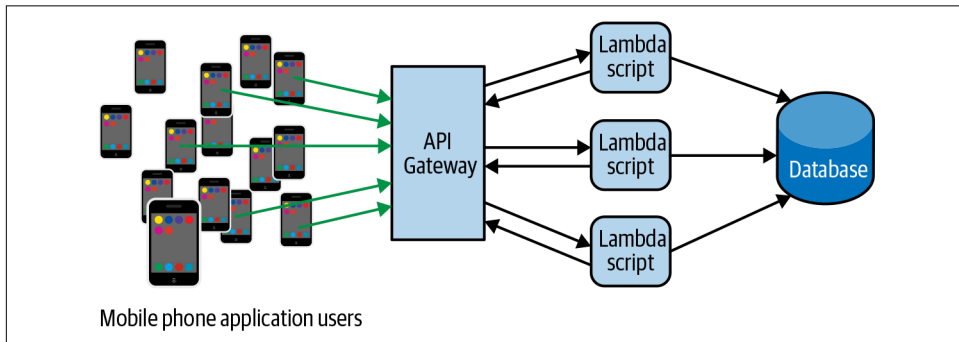 Lambda
script
API
Gateway
Lambda
script
Database
Lambda
script
Mobile phone application users